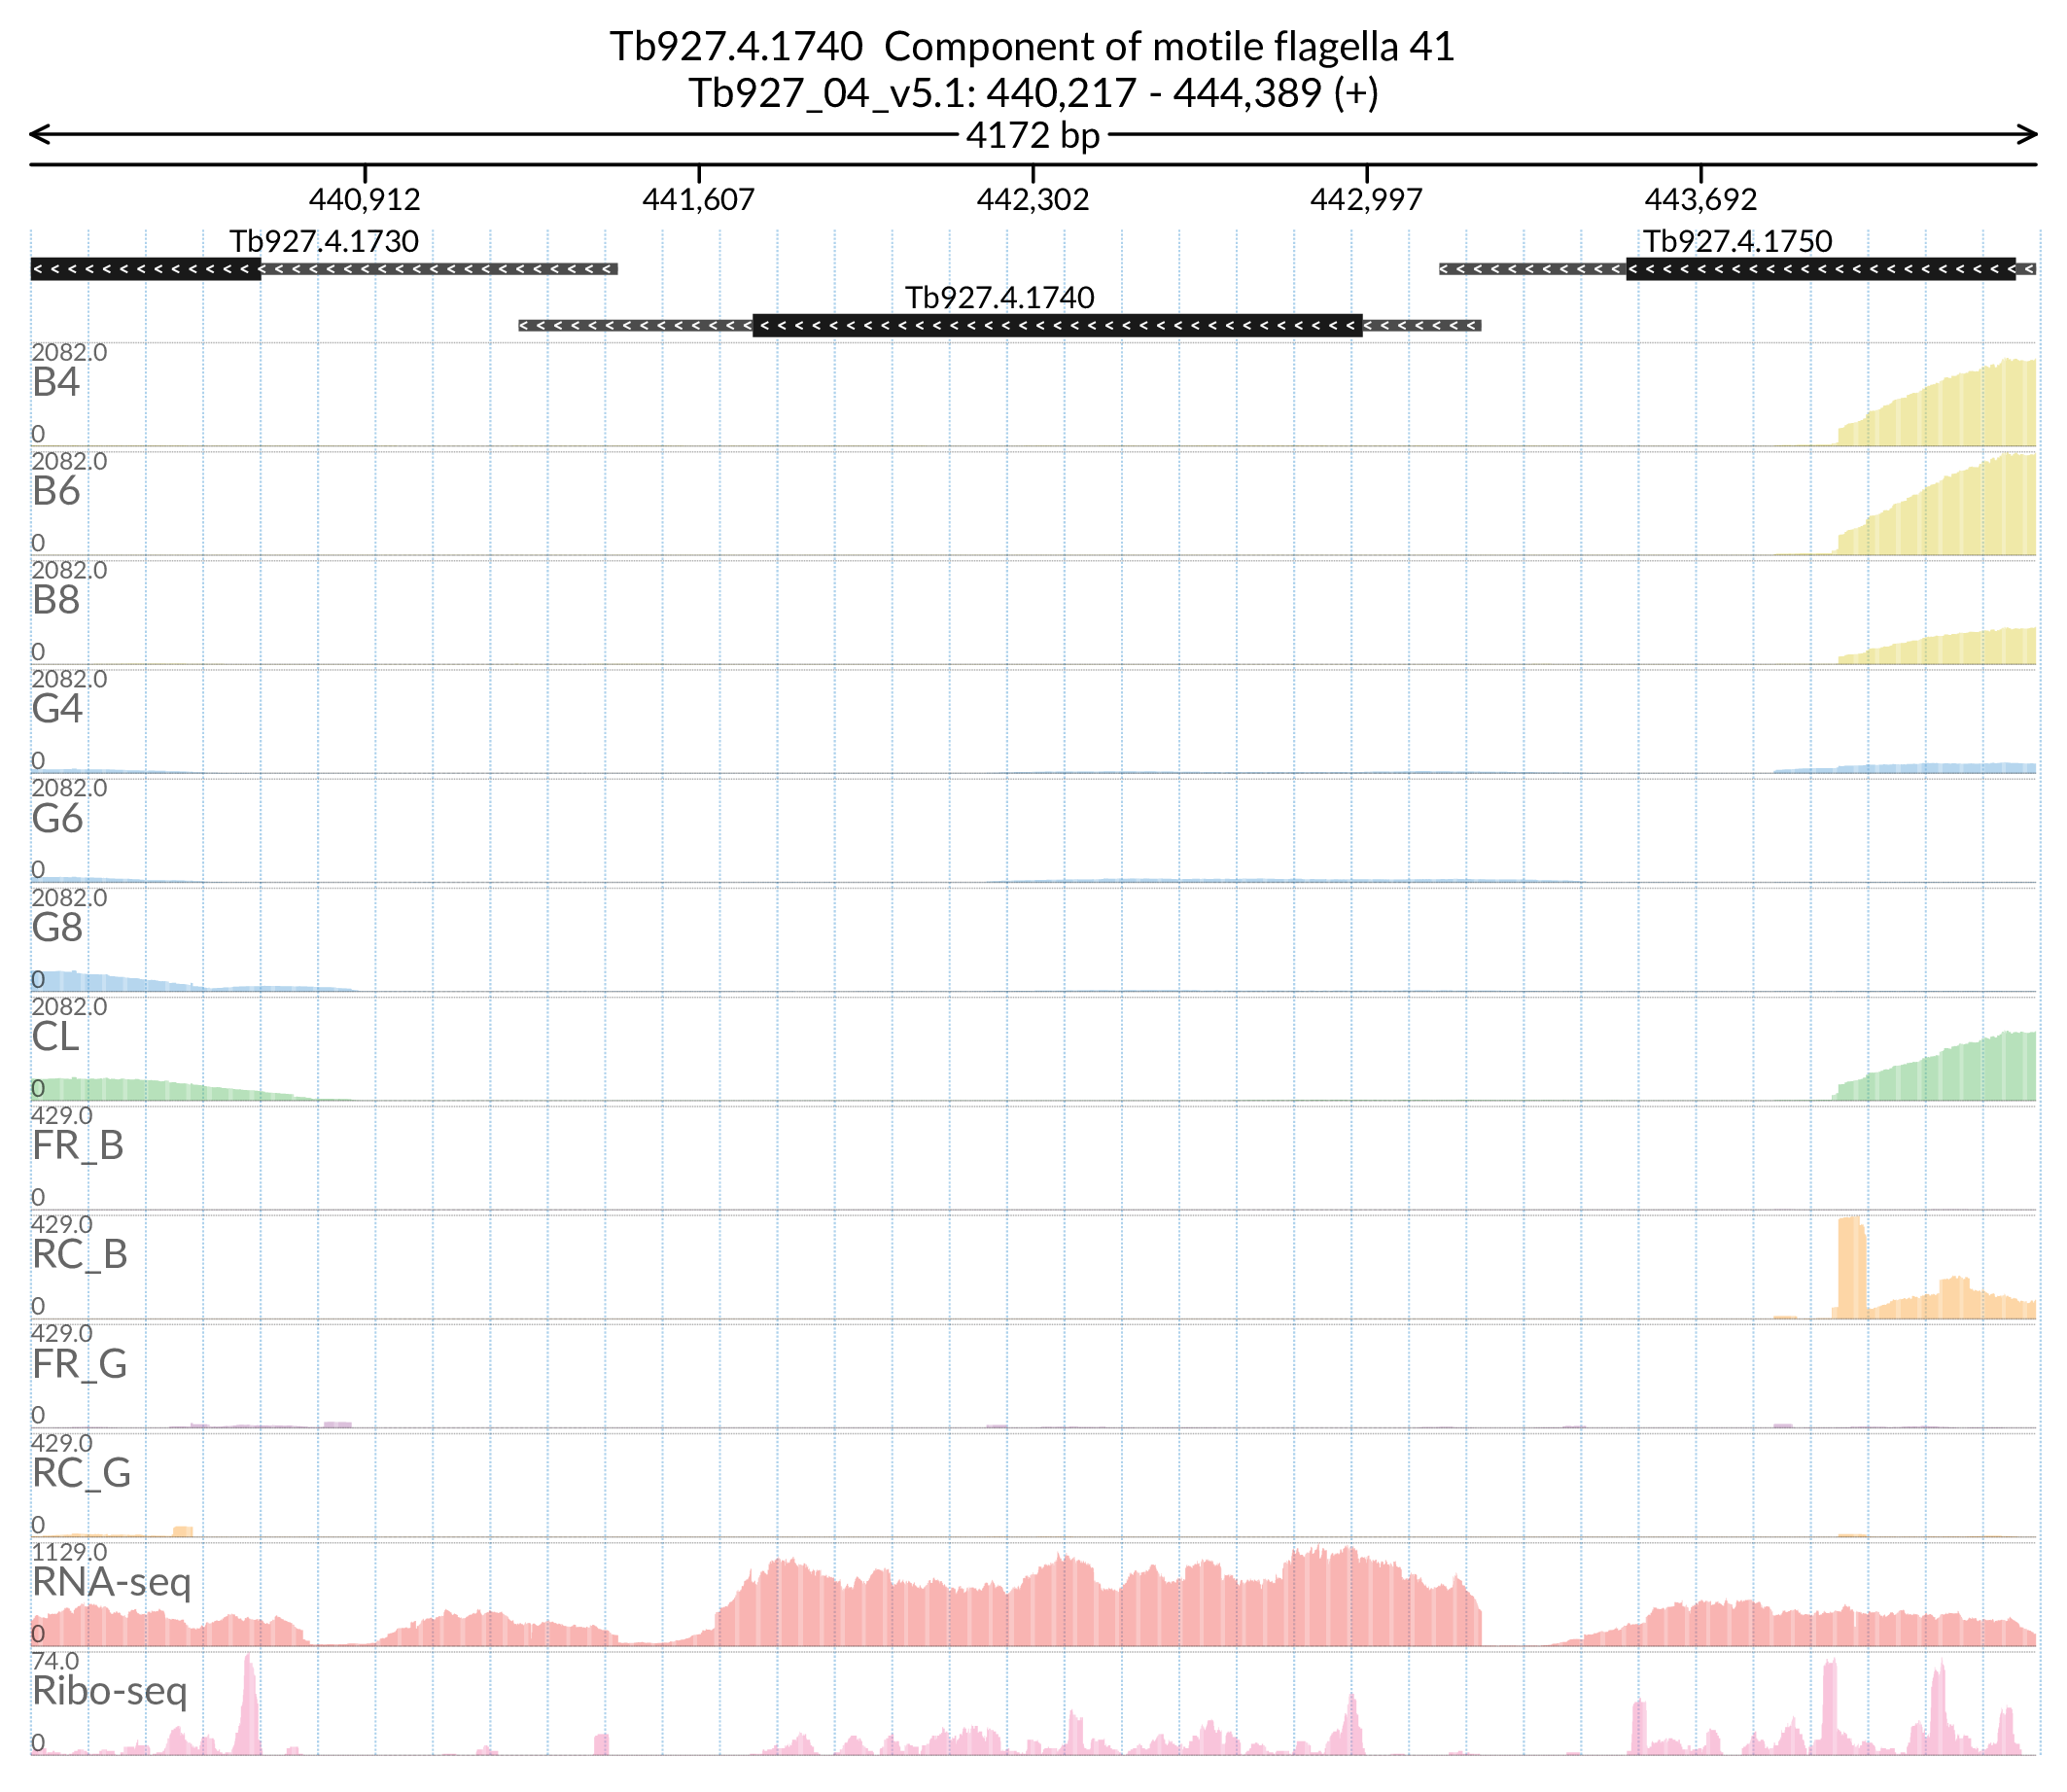 Tb927.4.1740 Component of motile flagella 41
Tb927_04_v5.1: 440,217 - 444,389 (+)
4172 bp
440,912 441,607 442,302 442,997 443,692
Tb927.4.1730 Tb927.4.1750
Tb927.4.1740
2082.0
B4
0
2082.0
B6
0
2082.0
B8
0
2082.0
G4
0
2082.0
G6
0
2082.0
G8
0
2082.0
CL
0
429.0
FR_B
0
429.0
RC_B
0
429.0
FR_G
0
429.0
RC_G
0
1129.0
RNA-seq
0
74.0
Ribo-seq
0